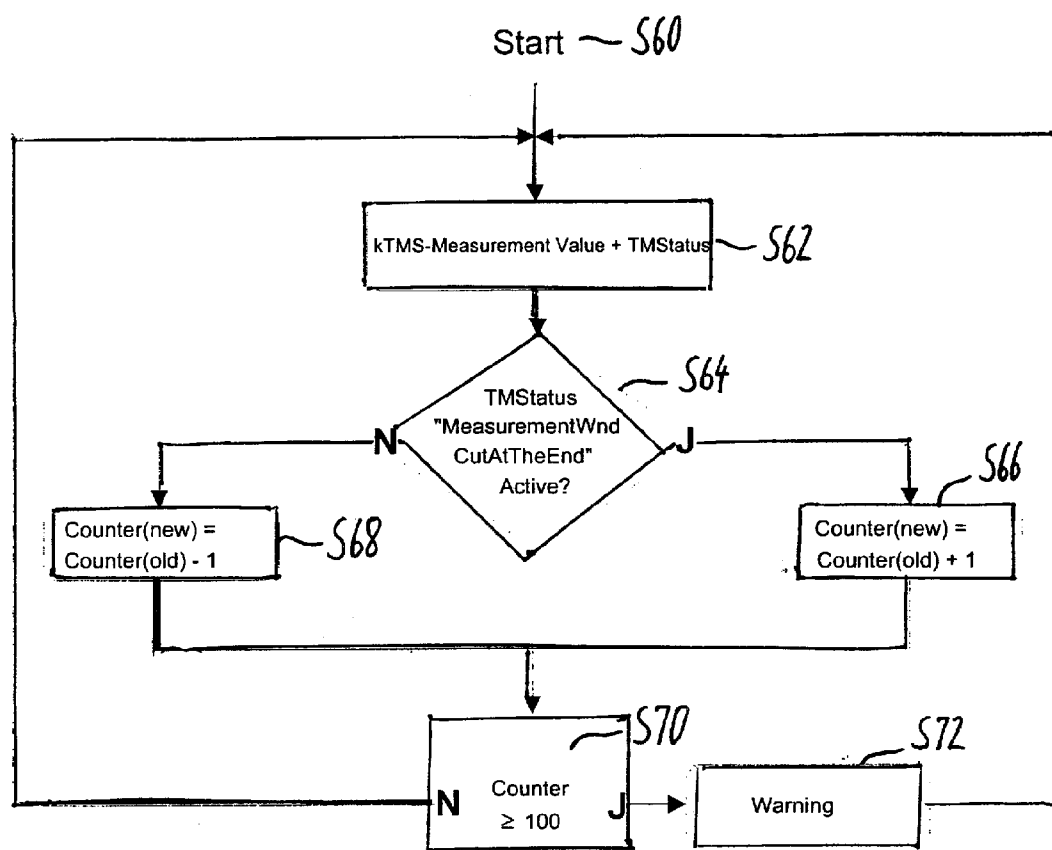 Start S60
kTMS-Measurement Value + TMStatus
S62
S64
TMStatus
"MeasurementWnd
CutAtTheEnd"
Active?
N
J
S66
Counter(new) =
Counter(old) - 1
S68
Counter(new) =
Counter(old) + 1
S70
Counter
≥ 100
N
J
S72
Warning